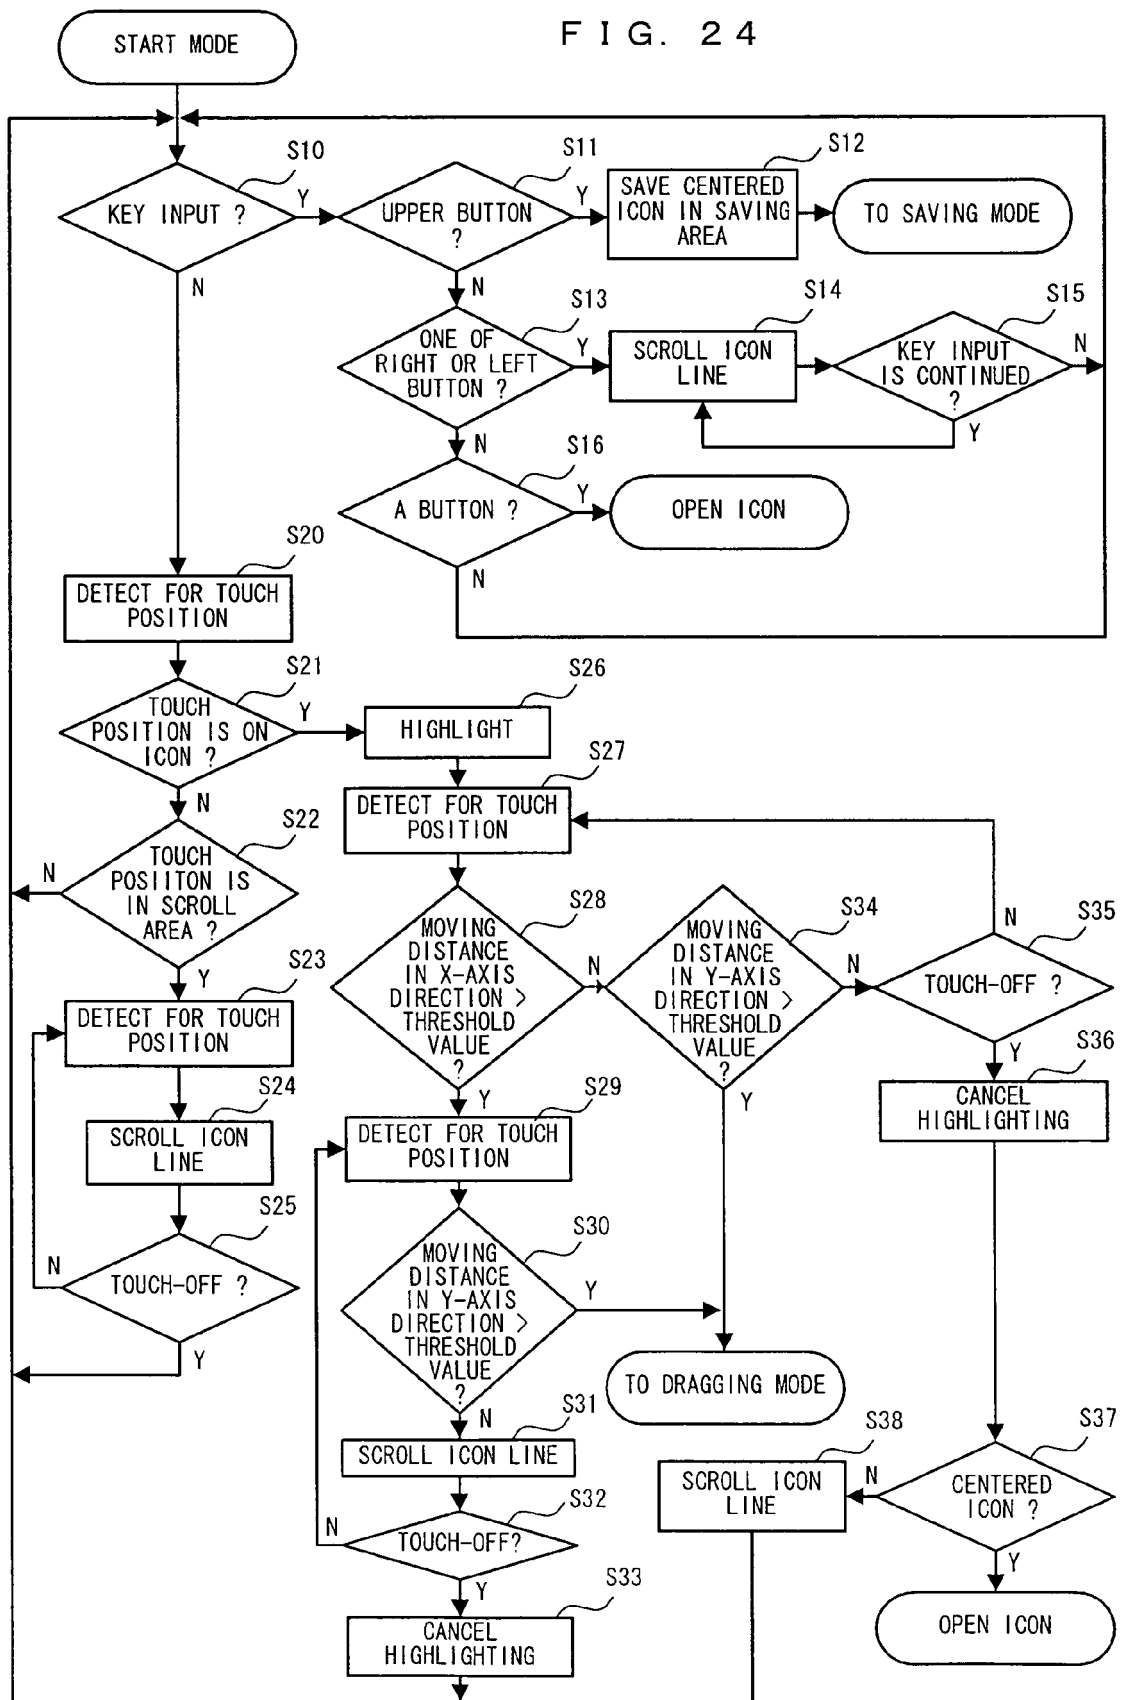 FIG. 24
START MODE
S10
KEY INPUT ?
Y
N
S11
UPPER BUTTON
?
Y
N
S12
SAVE CENTERED
ICON IN SAVING
AREA
TO SAVING MODE
S13
ONE OF
RIGHT OR LEFT
BUTTON ?
Y
N
S14
SCROLL ICON
LINE
S15
KEY INPUT
IS CONTINUED
?
N
Y
S16
A BUTTON ?
Y
N
OPEN ICON
S20
DETECT FOR TOUCH
POSITION
S21
TOUCH
POSITION IS ON
ICON ?
Y
N
S22
TOUCH
POSIITON IS
IN SCROLL
AREA ?
N
Y
S23
DETECT FOR TOUCH
POSITION
S24
SCROLL ICON
LINE
S25
TOUCH-OFF ?
N
Y
S26
HIGHLIGHT
S27
DETECT FOR TOUCH
POSITION
S28
MOVING
DISTANCE
IN X-AXIS
DIRECTION >
THRESHOLD
VALUE
?
N
Y
S34
MOVING
DISTANCE
IN Y-AXIS
DIRECTION >
THRESHOLD
VALUE
?
N
Y
S35
TOUCH-OFF ?
N
Y
S36
CANCEL
HIGHLIGHTING
S29
DETECT FOR TOUCH
POSITION
S30
MOVING
DISTANCE
IN Y-AXIS
DIRECTION >
THRESHOLD
VALUE
?
Y
N
TO DRAGGING MODE
S31
SCROLL ICON LINE
S32
TOUCH-OFF?
N
Y
S33
CANCEL
HIGHLIGHTING
S37
CENTERED
ICON ?
N
Y
S38
SCROLL ICON
LINE
OPEN ICON